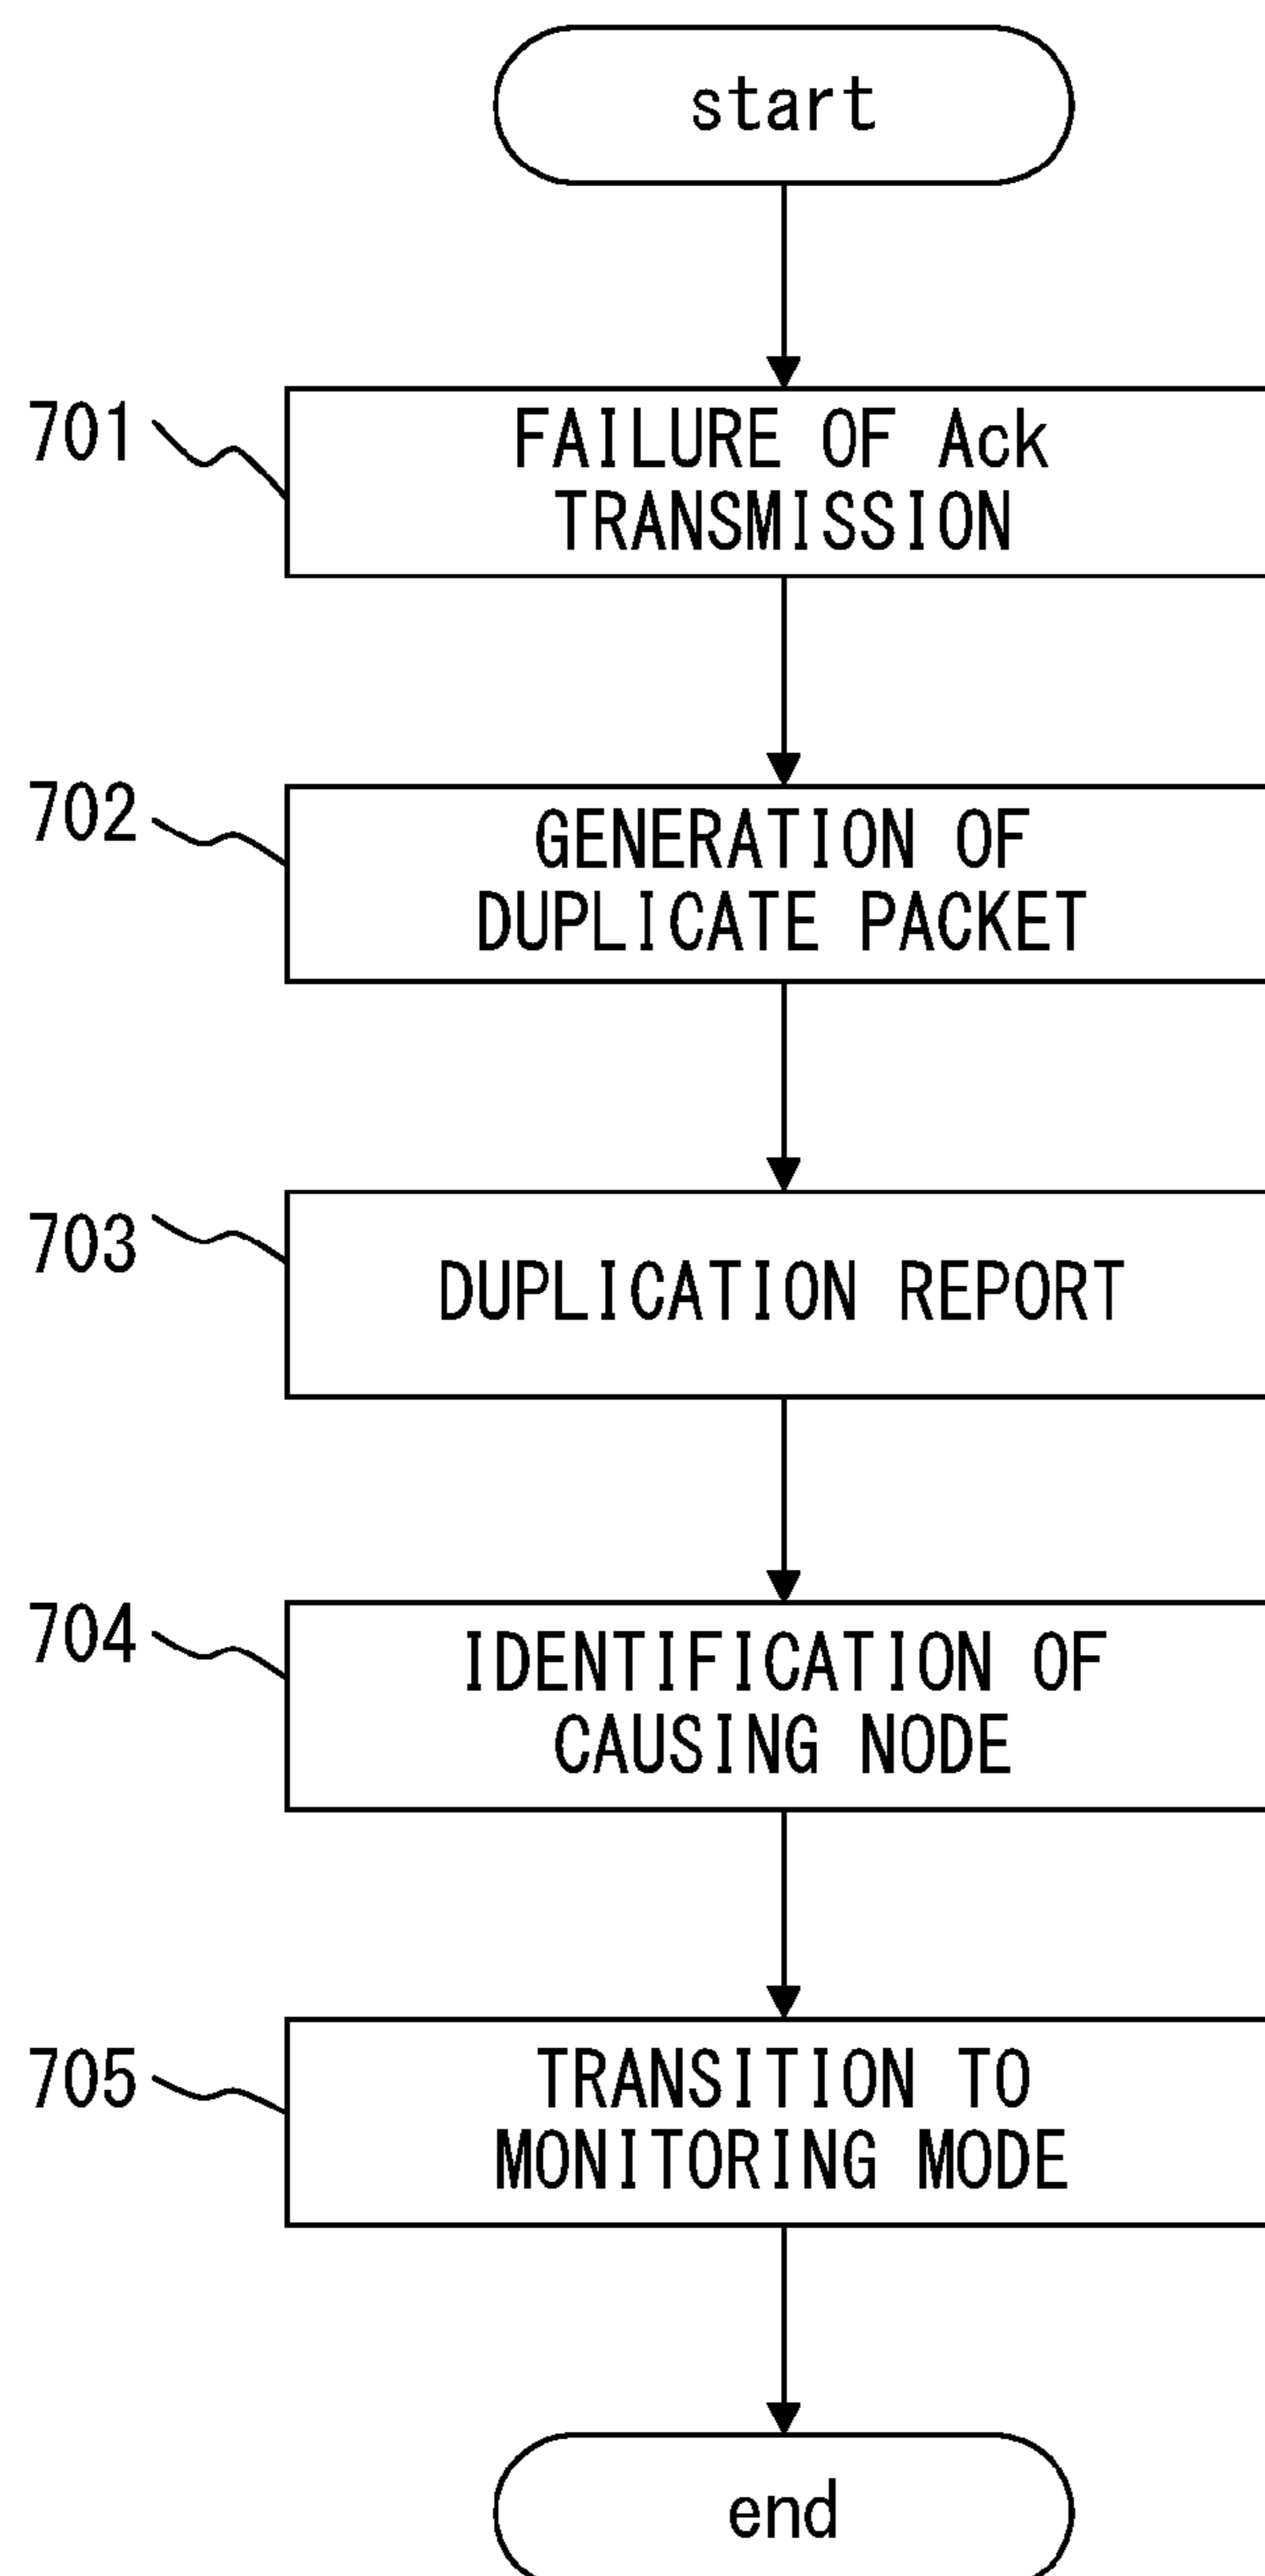 start
701
FAILURE OF Ack
TRANSMISSION
702
GENERATION OF
DUPLICATE PACKET
703
DUPLICATION REPORT
704
IDENTIFICATION OF
CAUSING NODE
705
TRANSITION TO
MONITORING MODE
end